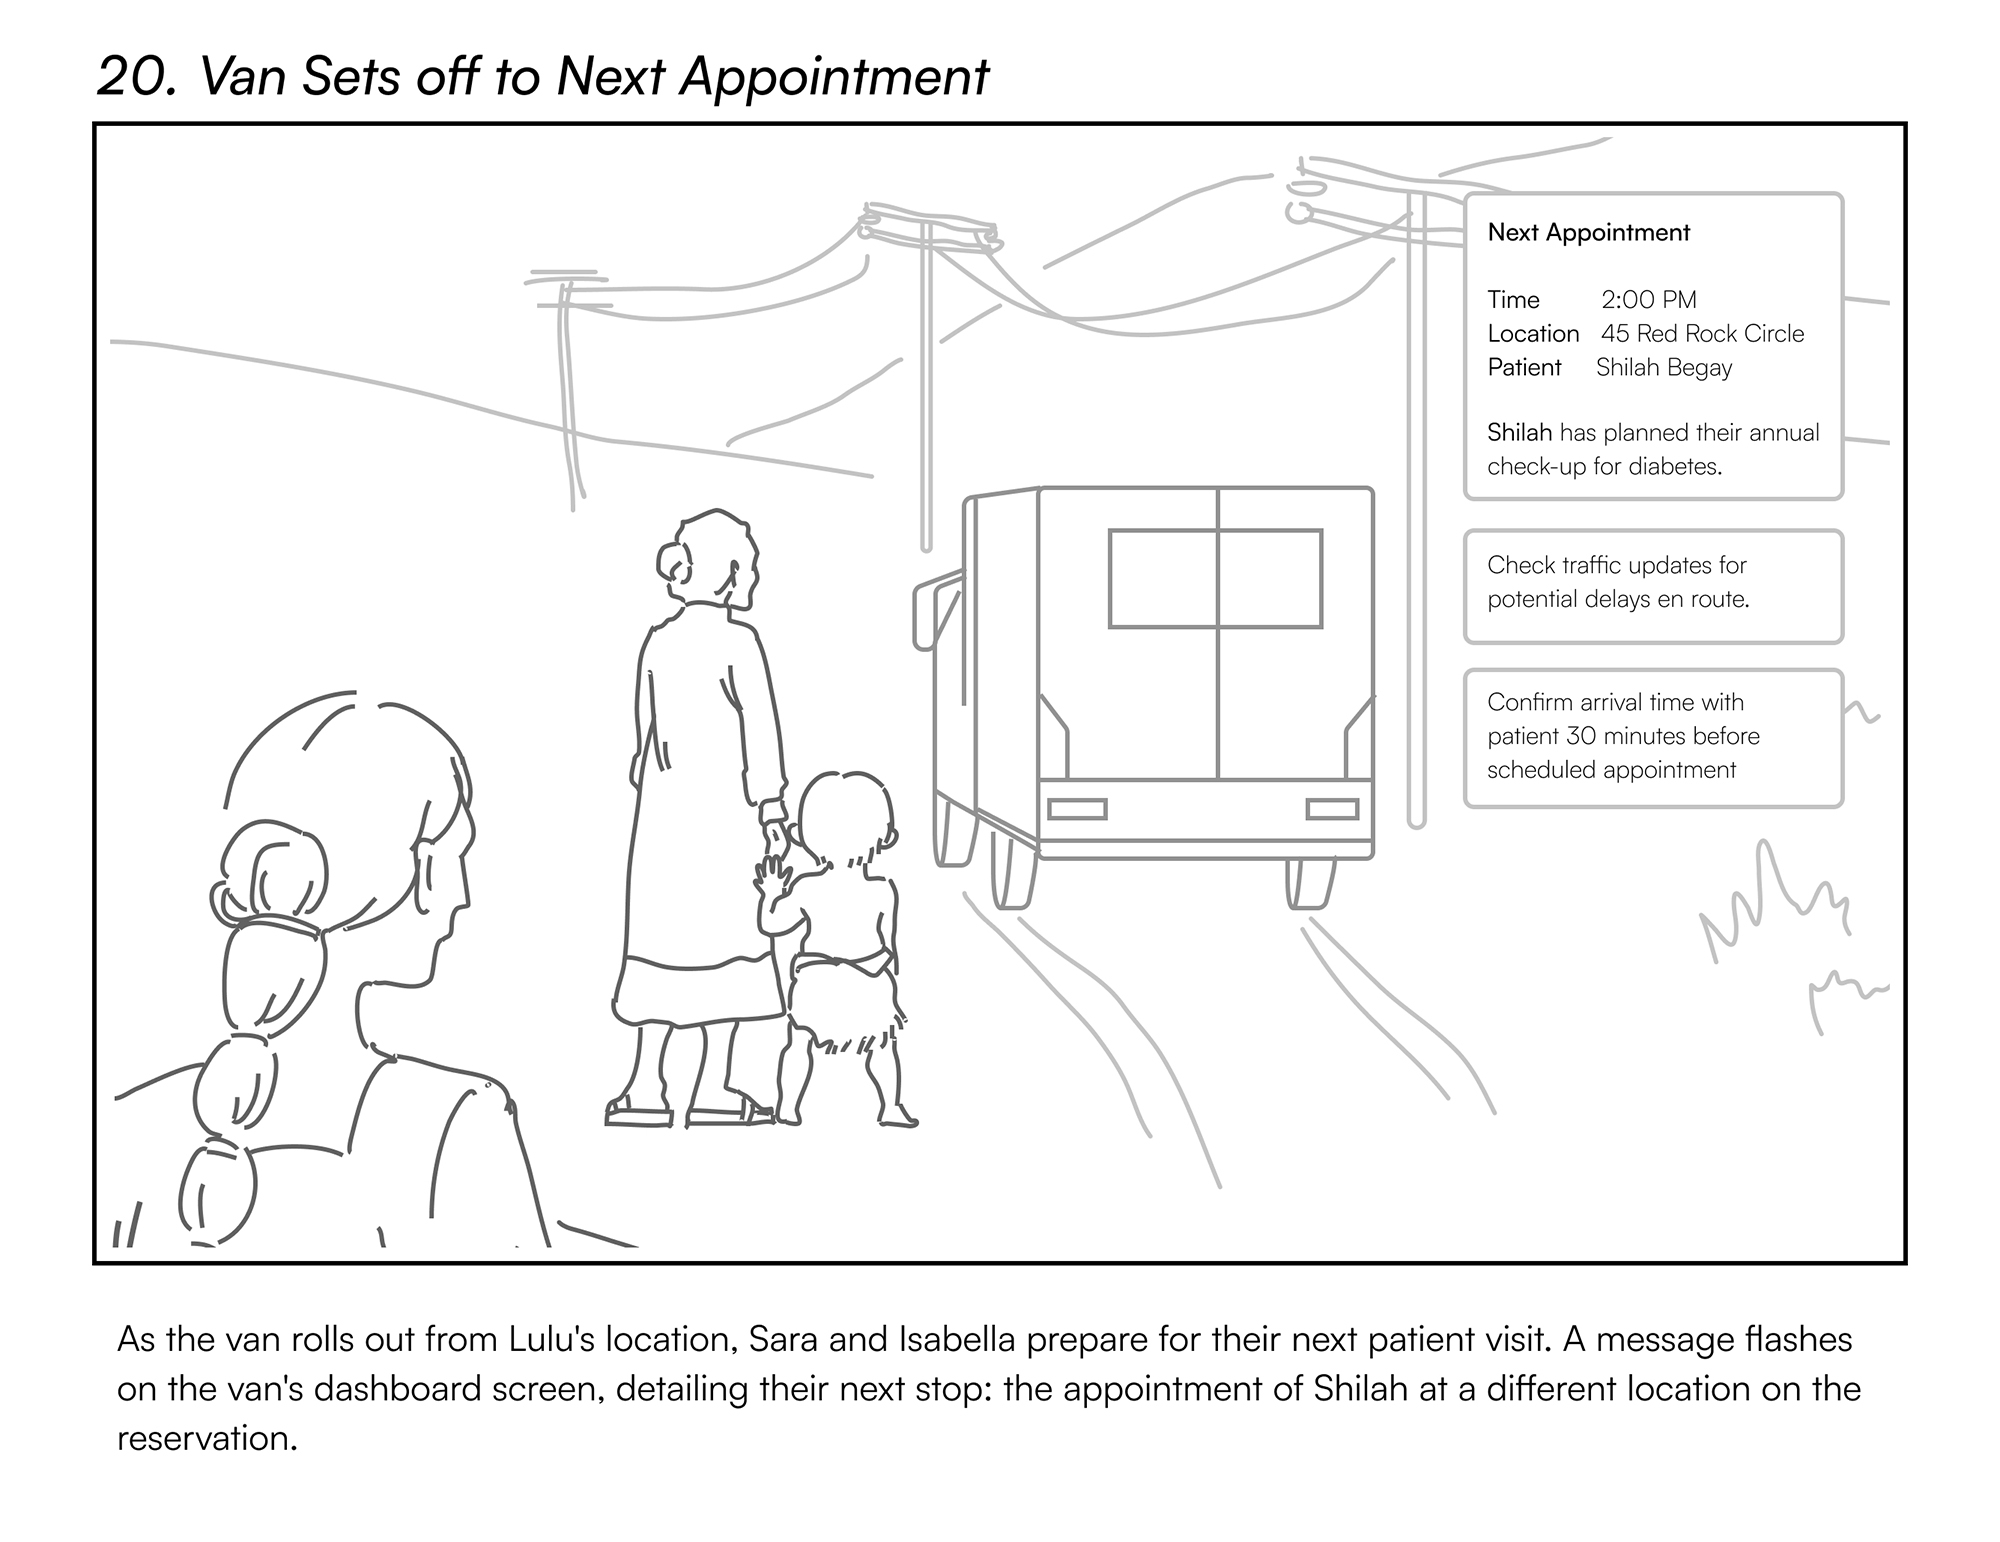 20. Van Sets off to Next Appointment
Next Appointment
Time 2:00 PM
Location 45 Red Rock Circle
Patient Shilah Begay
Shilah has planned their annual
check-up for diabetes.
Check traffic updates for
potential delays en route.
Confirm arrival time with
patient 30 minutes before
scheduled appointment
As the van rolls out from Lulu's location, Sara and Isabella prepare for their next patient visit. A message flashes
on the van's dashboard screen, detailing their next stop: the appointment of Shilah at a different location on the
reservation.